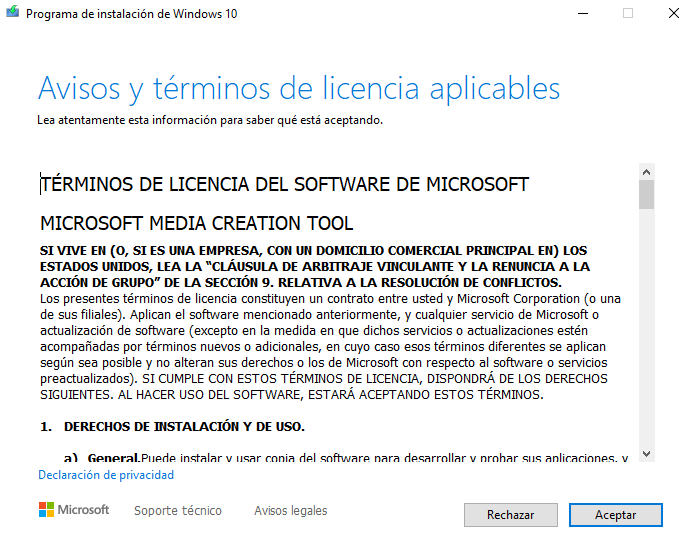 Programa de instalación de Windows 10
Avisos y términos de licencia aplicables
Lea atentamente esta información para saber qué está aceptando.
TÉRMINOS DE LICENCIA DEL SOFTWARE DE MICROSOFT
MICROSOFT MEDIA CREATION TOOL
SI VIVE EN (O, SI ES UNA EMPRESA, CON UN DOMICILIO COMERCIAL PRINCIPAL EN) LOS
ESTADOS UNIDOS, LEA LA “CLÁUSULA DE ARBITRAJE VINCULANTE Y LA RENUNCIA A LA
ACCIÓN DE GRUPO” DE LA SECCIÓN 9. RELATIVA A LA RESOLUCIÓN DE CONFLICTOS.
Los presentes términos de licencia constituyen un contrato entre usted y Microsoft Corporation (o una
de sus filiales). Aplican el software mencionado anteriormente, y cualquier servicio de Microsoft o
actualización de software (excepto en la medida en que dichos servicios o actualizaciones estén
acompañadas por términos nuevos o adicionales, en cuyo caso esos términos diferentes se aplican
según sea posible y no alteran sus derechos o los de Microsoft con respecto al software o servicios
preactualizados). SI CUMPLE CON ESTOS TÉRMINOS DE LICENCIA, DISPONDRÁ DE LOS DERECHOS
SIGUIENTES. AL HACER USO DEL SOFTWARE, ESTARÁ ACEPTANDO ESTOS TÉRMINOS.
1. DERECHOS DE INSTALACIÓN Y DE USO.
a) General.Puede instalar y usar copia del software para desarrollar y probar sus aplicaciones, y
Declaración de privacidad
Microsoft Soporte técnico Avisos legales Rechazar Aceptar